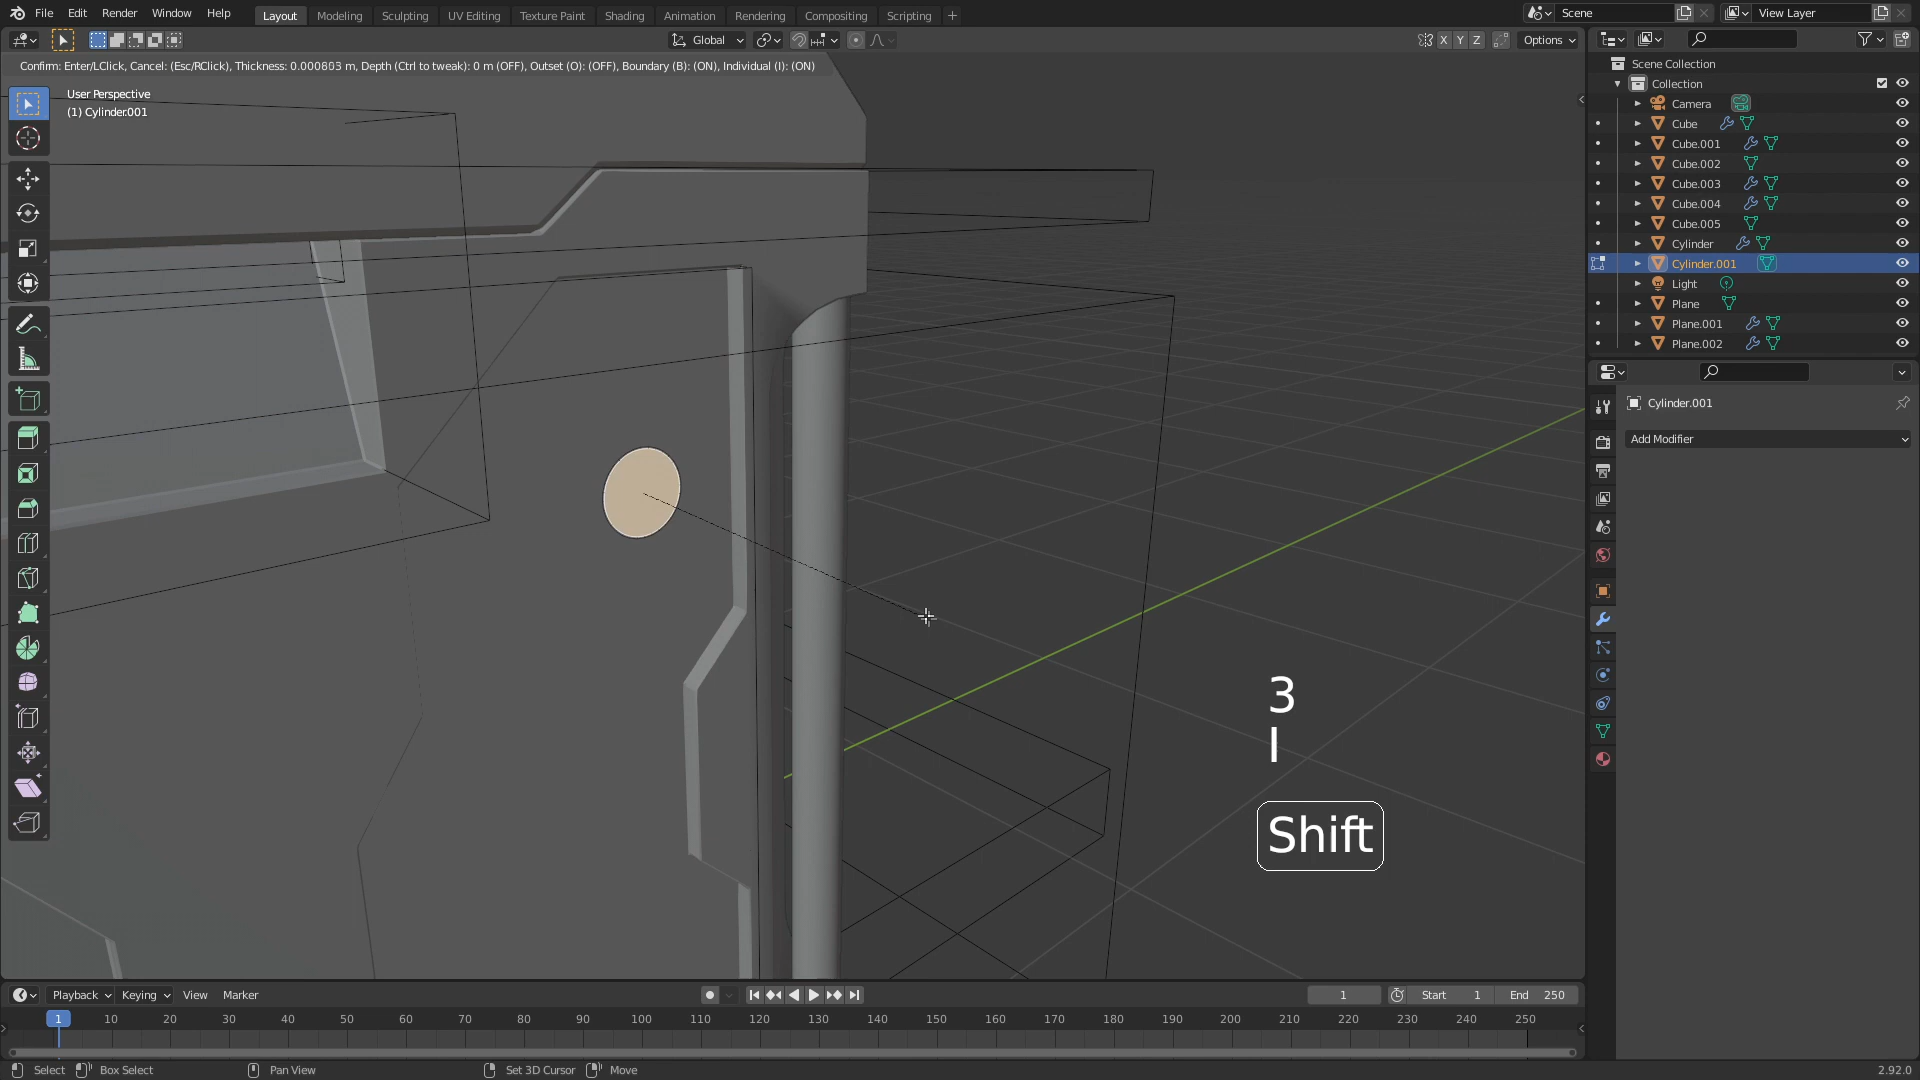 File Edit Render Window Help Layout Modeling Sculpting UV Editing Texture Paint Shading Animation Rendering Compositing Scripting + Scene View Layer
Global X Y Z Options
Confirm: Enter/LClick, Cancel: (Esc/RClick), Thickness: 0.000603 m, Depth (Ctrl to tweak): 0 m (OFF), Outset (O): (OFF), Boundary (B): (ON), Individual (I): (ON)
User Perspective
(1) Cylinder.001
Scene Collection
Collection
Camera
Cube
Cube.001
Cube.002
Cube.003
Cube.004
Cube.005
Cylinder
Cylinder.001
Light
Plane
Plane.001
Plane.002
Cylinder.001
Add Modifier
3
I
Shift
Playback Keying View Marker 1 Start 1 End 250
1 10 20 30 40 50 60 70 80 90 100 110 120 130 140 150 160 170 180 190 200 210 220 230 240 250
Select Box Select Pan View Set 3D Cursor Move 2.92.0